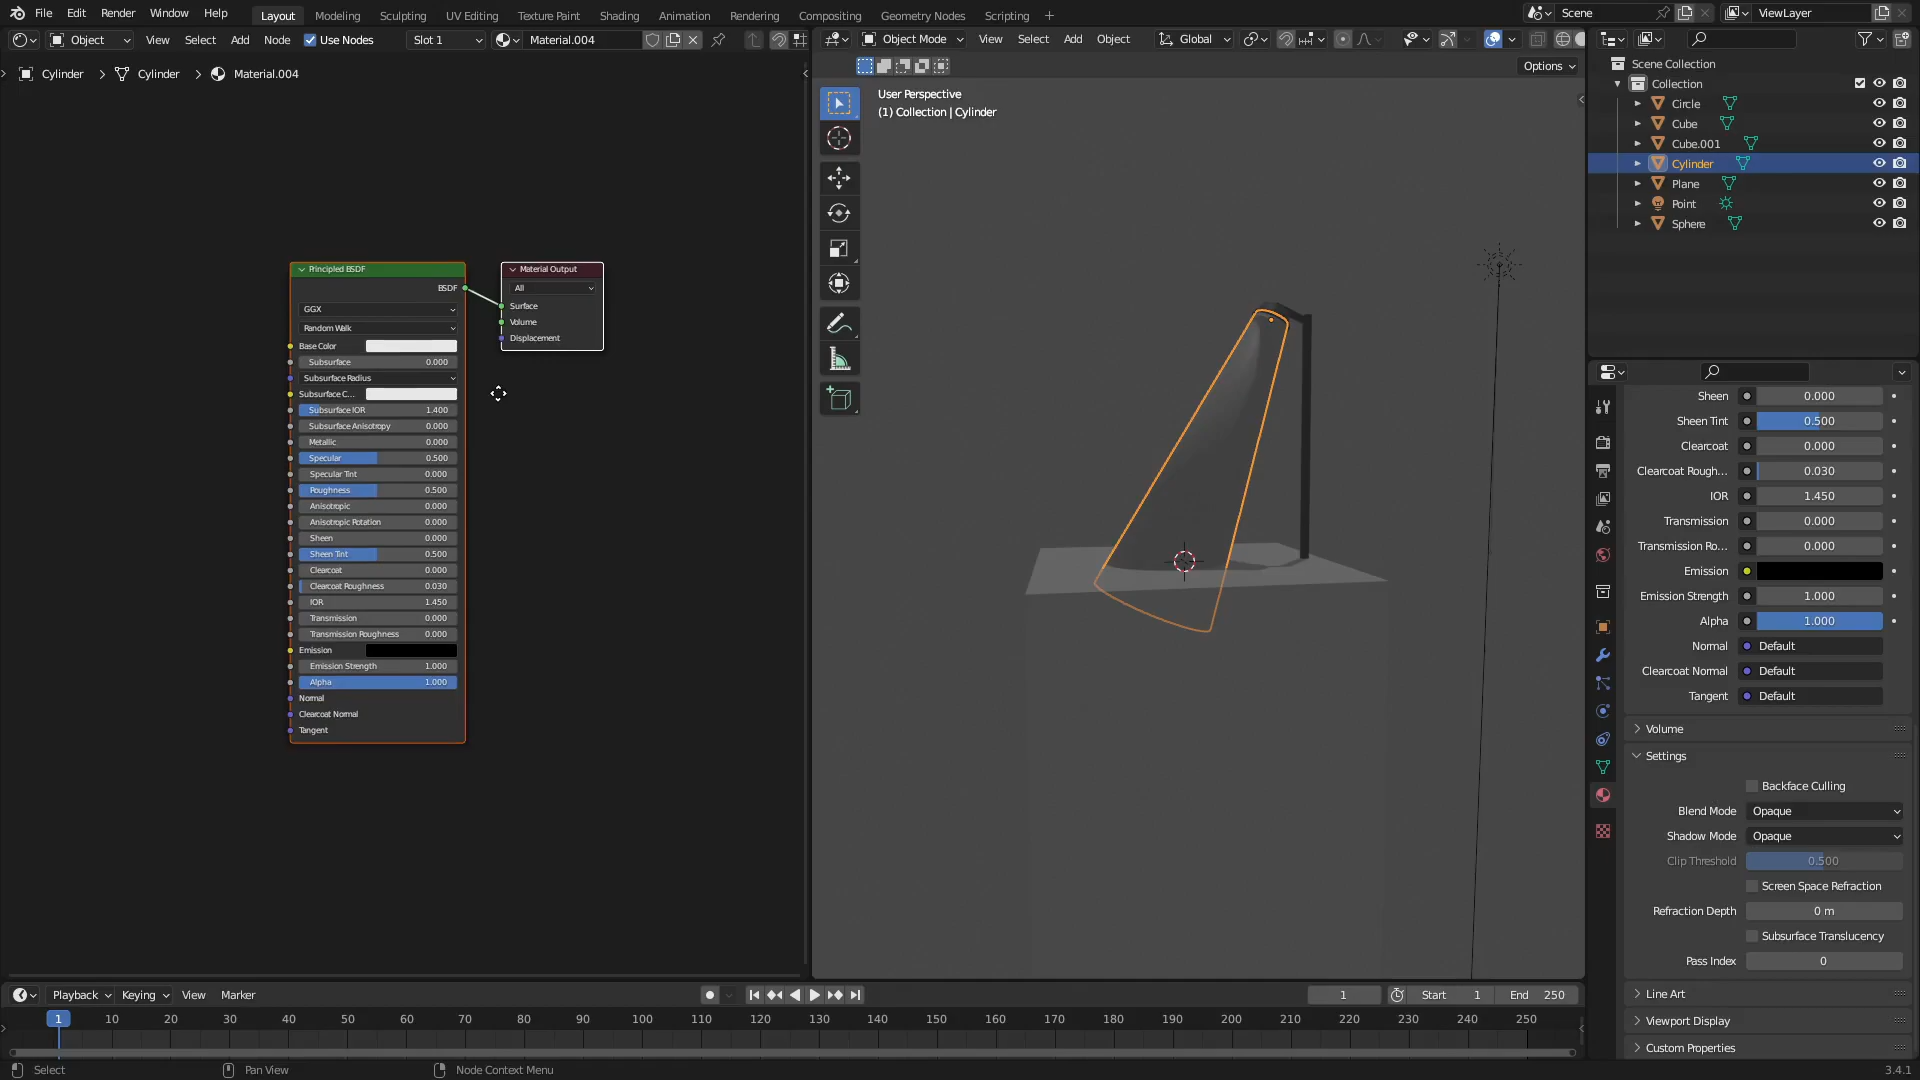 File Edit Render Window Help Layout Modeling Sculpting UV Editing Texture Paint Shading Animation Rendering Compositing Geometry Nodes Scripting + Scene ViewLayer
Object View Select Add Node Use Nodes Slot 1 Material.004
Object Mode View Select Add Object Global
Cylinder > Cylinder > Material.004
Options
User Perspective
(1) Collection | Cylinder
Scene Collection
Collection
Circle
Cube
Cube.001
Cylinder
Plane
Point
Sphere
Principled BSDF
BSDF
GGX
Random Walk
Base Color
Subsurface 0.000
Subsurface Radius
Subsurface C...
Subsurface IOR 1.400
Subsurface Anisotropy 0.000
Metallic 0.000
Specular 0.500
Specular Tint 0.000
Roughness 0.500
Anisotropic 0.000
Anisotropic Rotation 0.000
Sheen 0.000
Sheen Tint 0.500
Clearcoat 0.000
Clearcoat Roughness 0.030
IOR 1.450
Transmission 0.000
Transmission Roughness 0.000
Emission
Emission Strength 1.000
Alpha 1.000
Normal
Clearcoat Normal
Tangent
Material Output
All
Surface
Volume
Displacement
Sheen 0.000
Sheen Tint 0.500
Clearcoat 0.000
Clearcoat Rough... 0.030
IOR 1.450
Transmission 0.000
Transmission Ro... 0.000
Emission
Emission Strength 1.000
Alpha 1.000
Normal Default
Clearcoat Normal Default
Tangent Default
Volume
Settings
Backface Culling
Blend Mode Opaque
Shadow Mode Opaque
Clip Threshold 0.500
Screen Space Refraction
Refraction Depth 0 m
Subsurface Translucency
Pass Index 0
Line Art
Viewport Display
Custom Properties
Playback Keying View Marker 1 Start 1 End 250
1 10 20 30 40 50 60 70 80 90 100 110 120 130 140 150 160 170 180 190 200 210 220 230 240 250
Select Pan View Node Context Menu 3.4.1